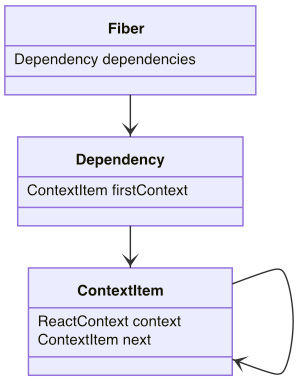 Fiber
Dependency dependencies
Dependency
ContextItem firstContext
ContextItem
ReactContext context
ContextItem next